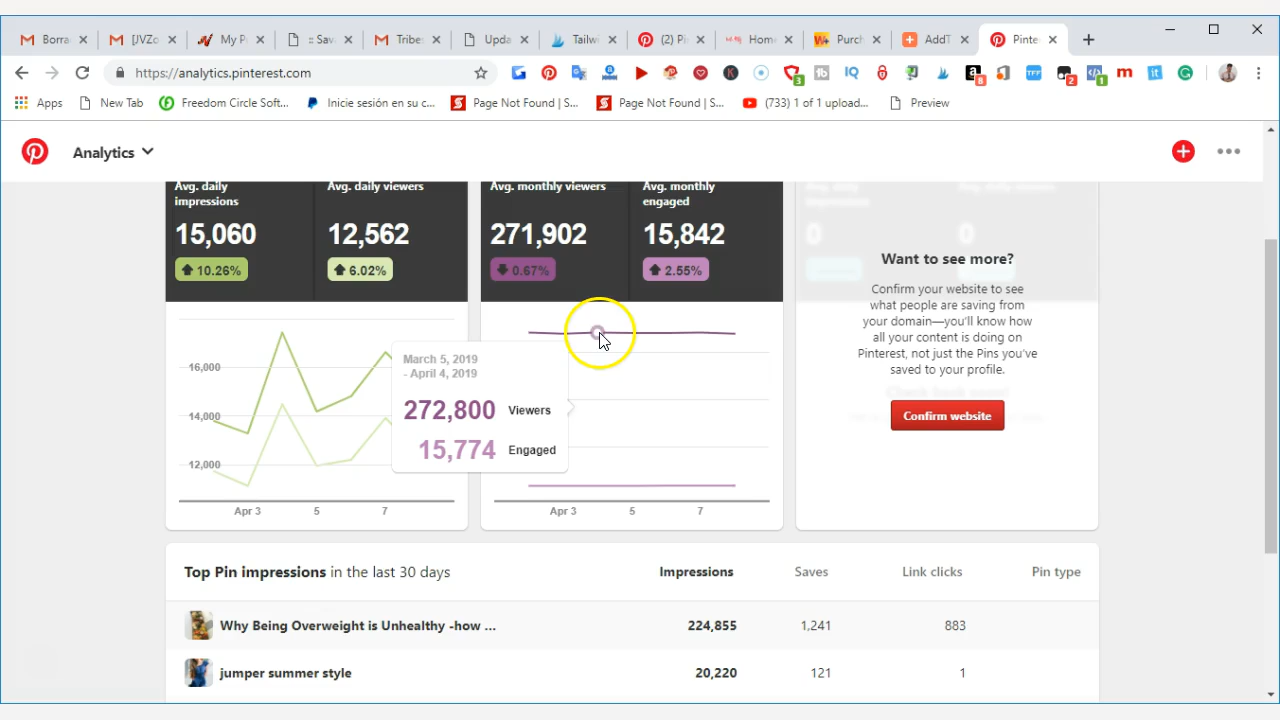 Borra
[JVZo
My P
:: Sav
Tribe
Upda
Tailwi
(2) Pi
Home
Purch
AddT
Pinter
https://analytics.pinterest.com
Apps
New Tab
Freedom Circle Soft...
Inicie sesión en su c...
Page Not Found | S...
Page Not Found | S...
(733) 1 of 1 upload...
Preview
Analytics
Avg. daily
impressions
15,060
10.26%
Avg. daily viewers
12,562
6.02%
Avg. monthly viewers
271,902
0.67%
Avg. monthly
engaged
15,842
2.55%
16,000
14,000
12,000
Apr 3
5
7
March 5, 2019
- April 4, 2019
272,800 Viewers
15,774 Engaged
Apr 3
5
7
Want to see more?
Confirm your website to see
what people are saving from
your domain—you'll know how
all your content is doing on
Pinterest, not just the Pins you've
saved to your profile.
Confirm website
Top Pin impressions in the last 30 days
Impressions
Saves
Link clicks
Pin type
Why Being Overweight is Unhealthy -how ...
224,855
1,241
883
jumper summer style
20,220
121
1